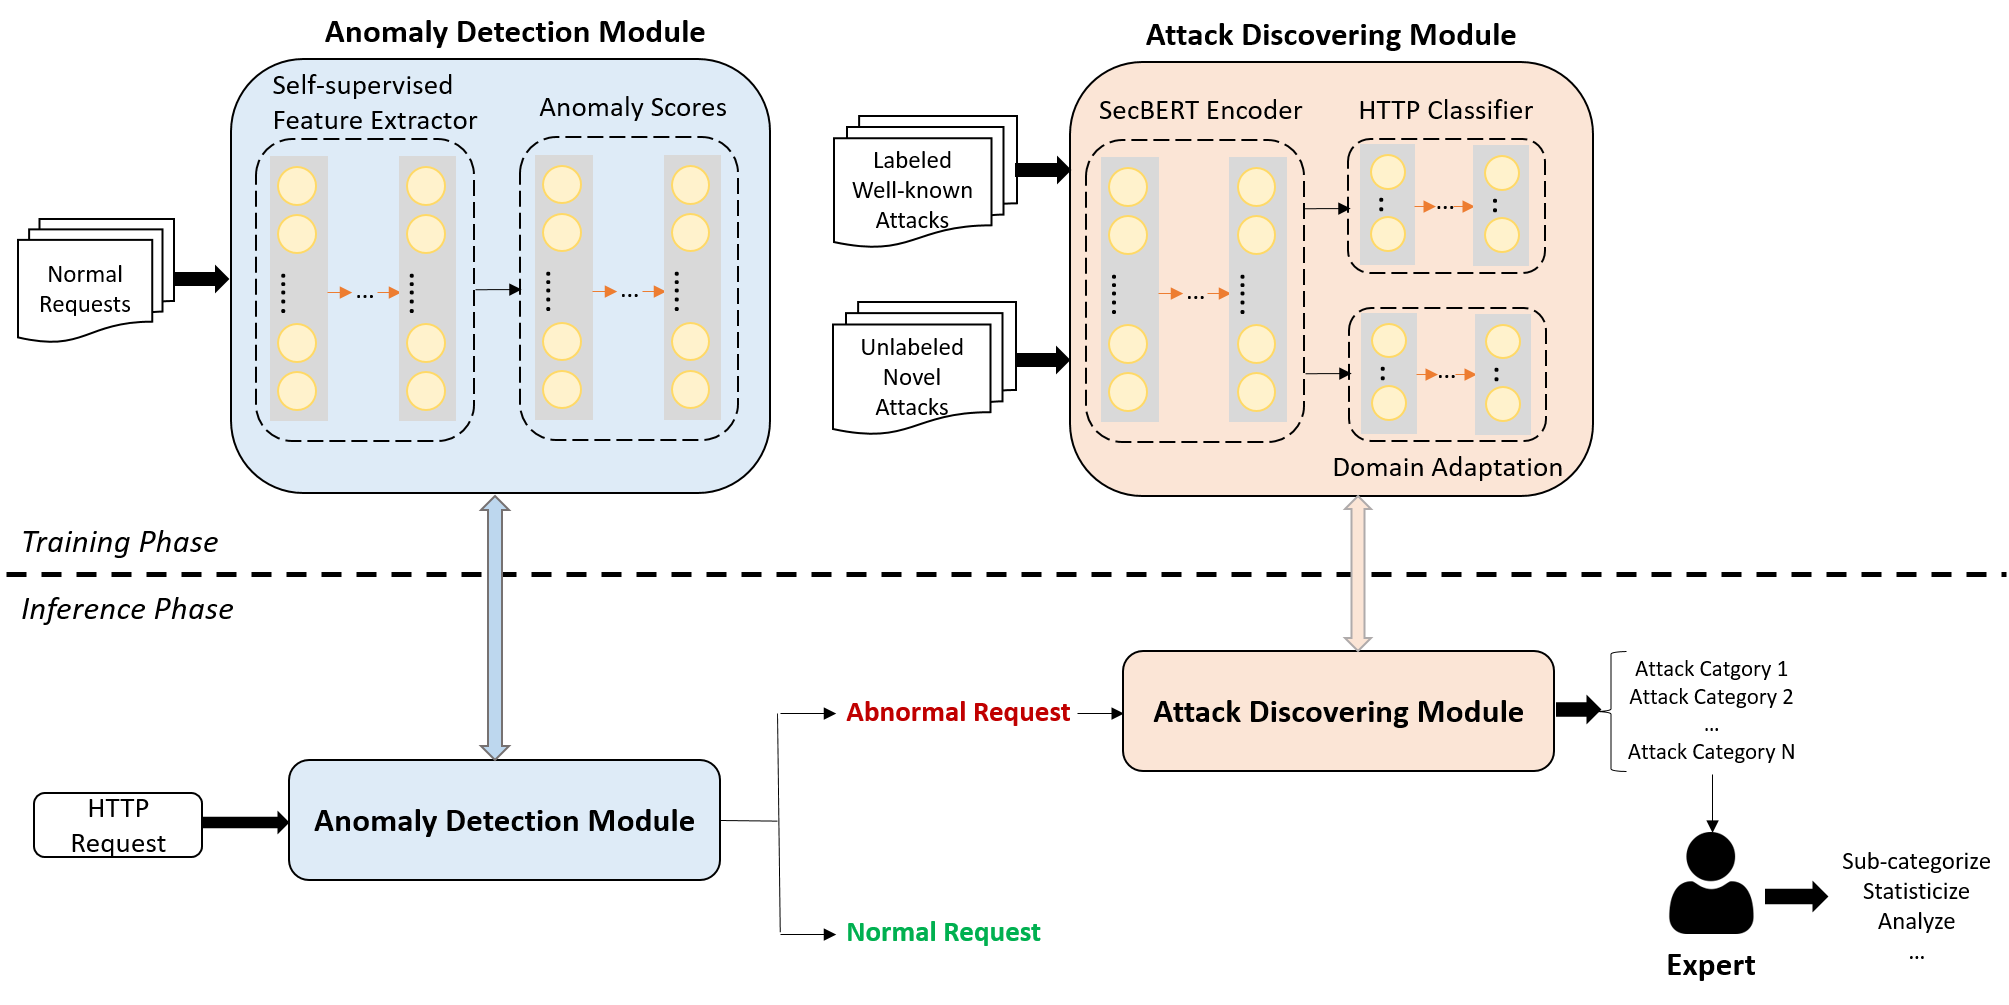 Anomaly Detection Module
Self-supervised
Feature Extractor
Anomaly Scores
Normal
Requests
...
...
Attack Discovering Module
SecBERT Encoder
HTTP Classifier
Labeled
Well-known
Attacks
Unlabeled
Novel
Attacks
...
...
...
Domain Adaptation
Training Phase
Inference Phase
HTTP
Request
Anomaly Detection Module
Abnormal Request
Normal Request
Attack Discovering Module
Attack Catgory 1
Attack Category 2
...
Attack Category N
Expert
Sub-categorize
Statisticize
Analyze
...